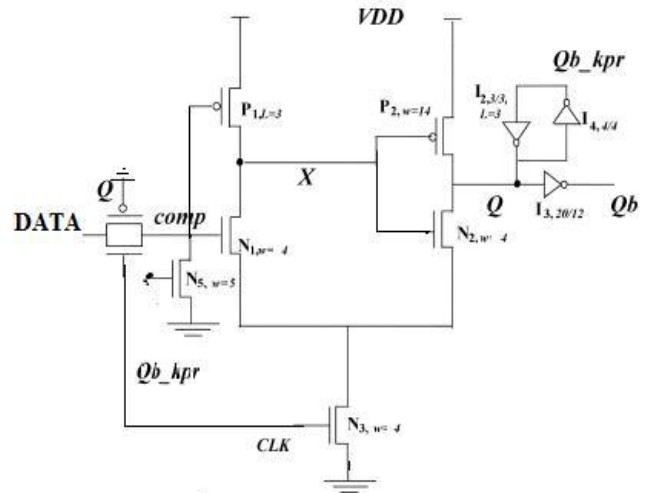 VDD
Qb_kpr
P1,L=3
P2, w=14
I2,3/3,
L=3
I4,4/4
X
Q
Q
comp
DATA
N1,w= 4
N2,w- 4
I3,20/12
Qb
N5, w=5
Qb_kpr
N3, w= 4
CLK